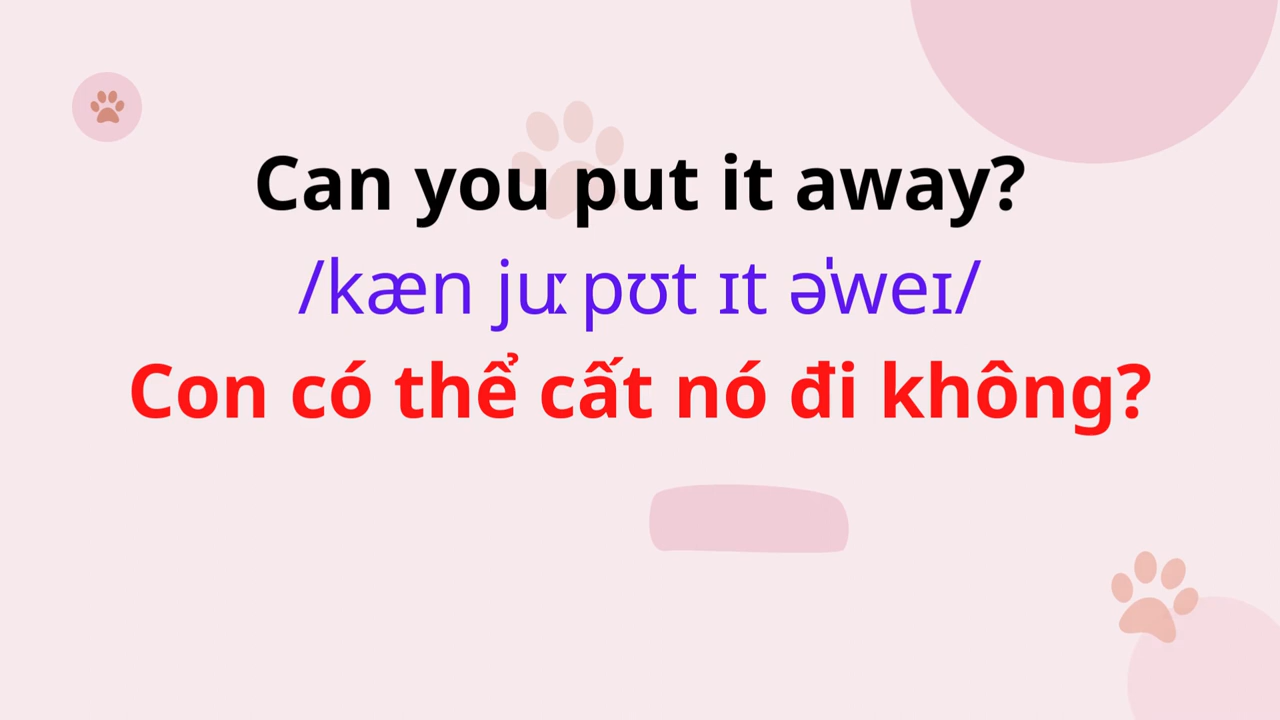 Can you put it away?
/kæn juː pʊt ɪt əˈweɪ/
Con có thể cất nó đi không?